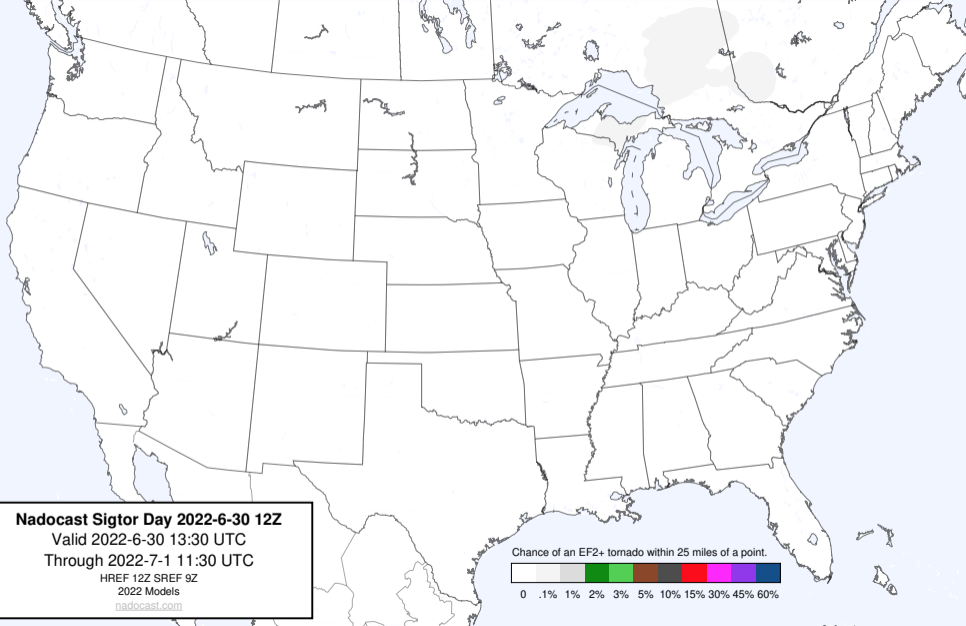 Nadocast Sigtor Day 2022-6-30 12Z
Valid 2022-6-30 13:30 UTC
Through 2022-7-1 11:30 UTC
HREF 12Z SREF 9Z
2022 Models
nadocast.com
Chance of an EF2+ tornado within 25 miles of a point.
0 .1% 1% 2% 3% 5% 10% 15% 30% 45% 60%